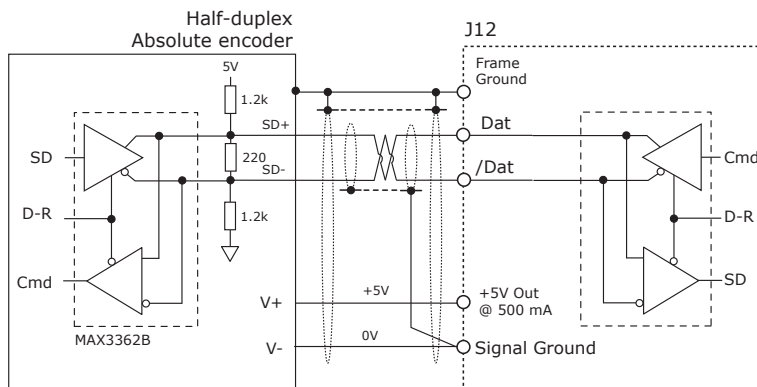 Half-duplex
Absolute encoder
J12
5V
Frame
Ground
1.2k
SD+
Dat
SD
220
Cmd
SD-
/Dat
D-R
1.2k
D-R
Cmd
SD
V+
+5V
+5V Out
@ 500 mA
MAX3362B
V-
0V
Signal Ground